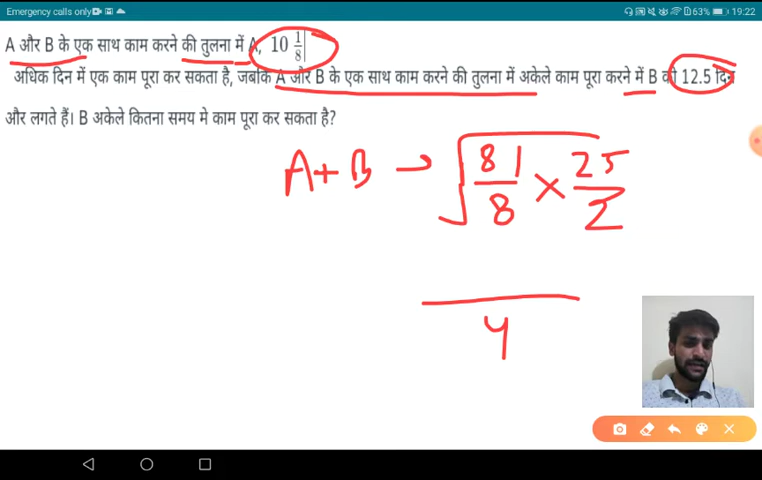 Emergency calls only 63% 19:22
A और B के एक साथ काम करने की तुलना में A, 10 1/8
अधिक दिन में एक काम पूरा कर सकता है, जबकि A और B के एक साथ काम करने की तुलना में अकेले काम पूरा करने में B को 12.5 दिन
और लगते हैं। B अकेले कितना समय मे काम पूरा कर सकता है?
A+B → √(81/8 × 25/2)
4